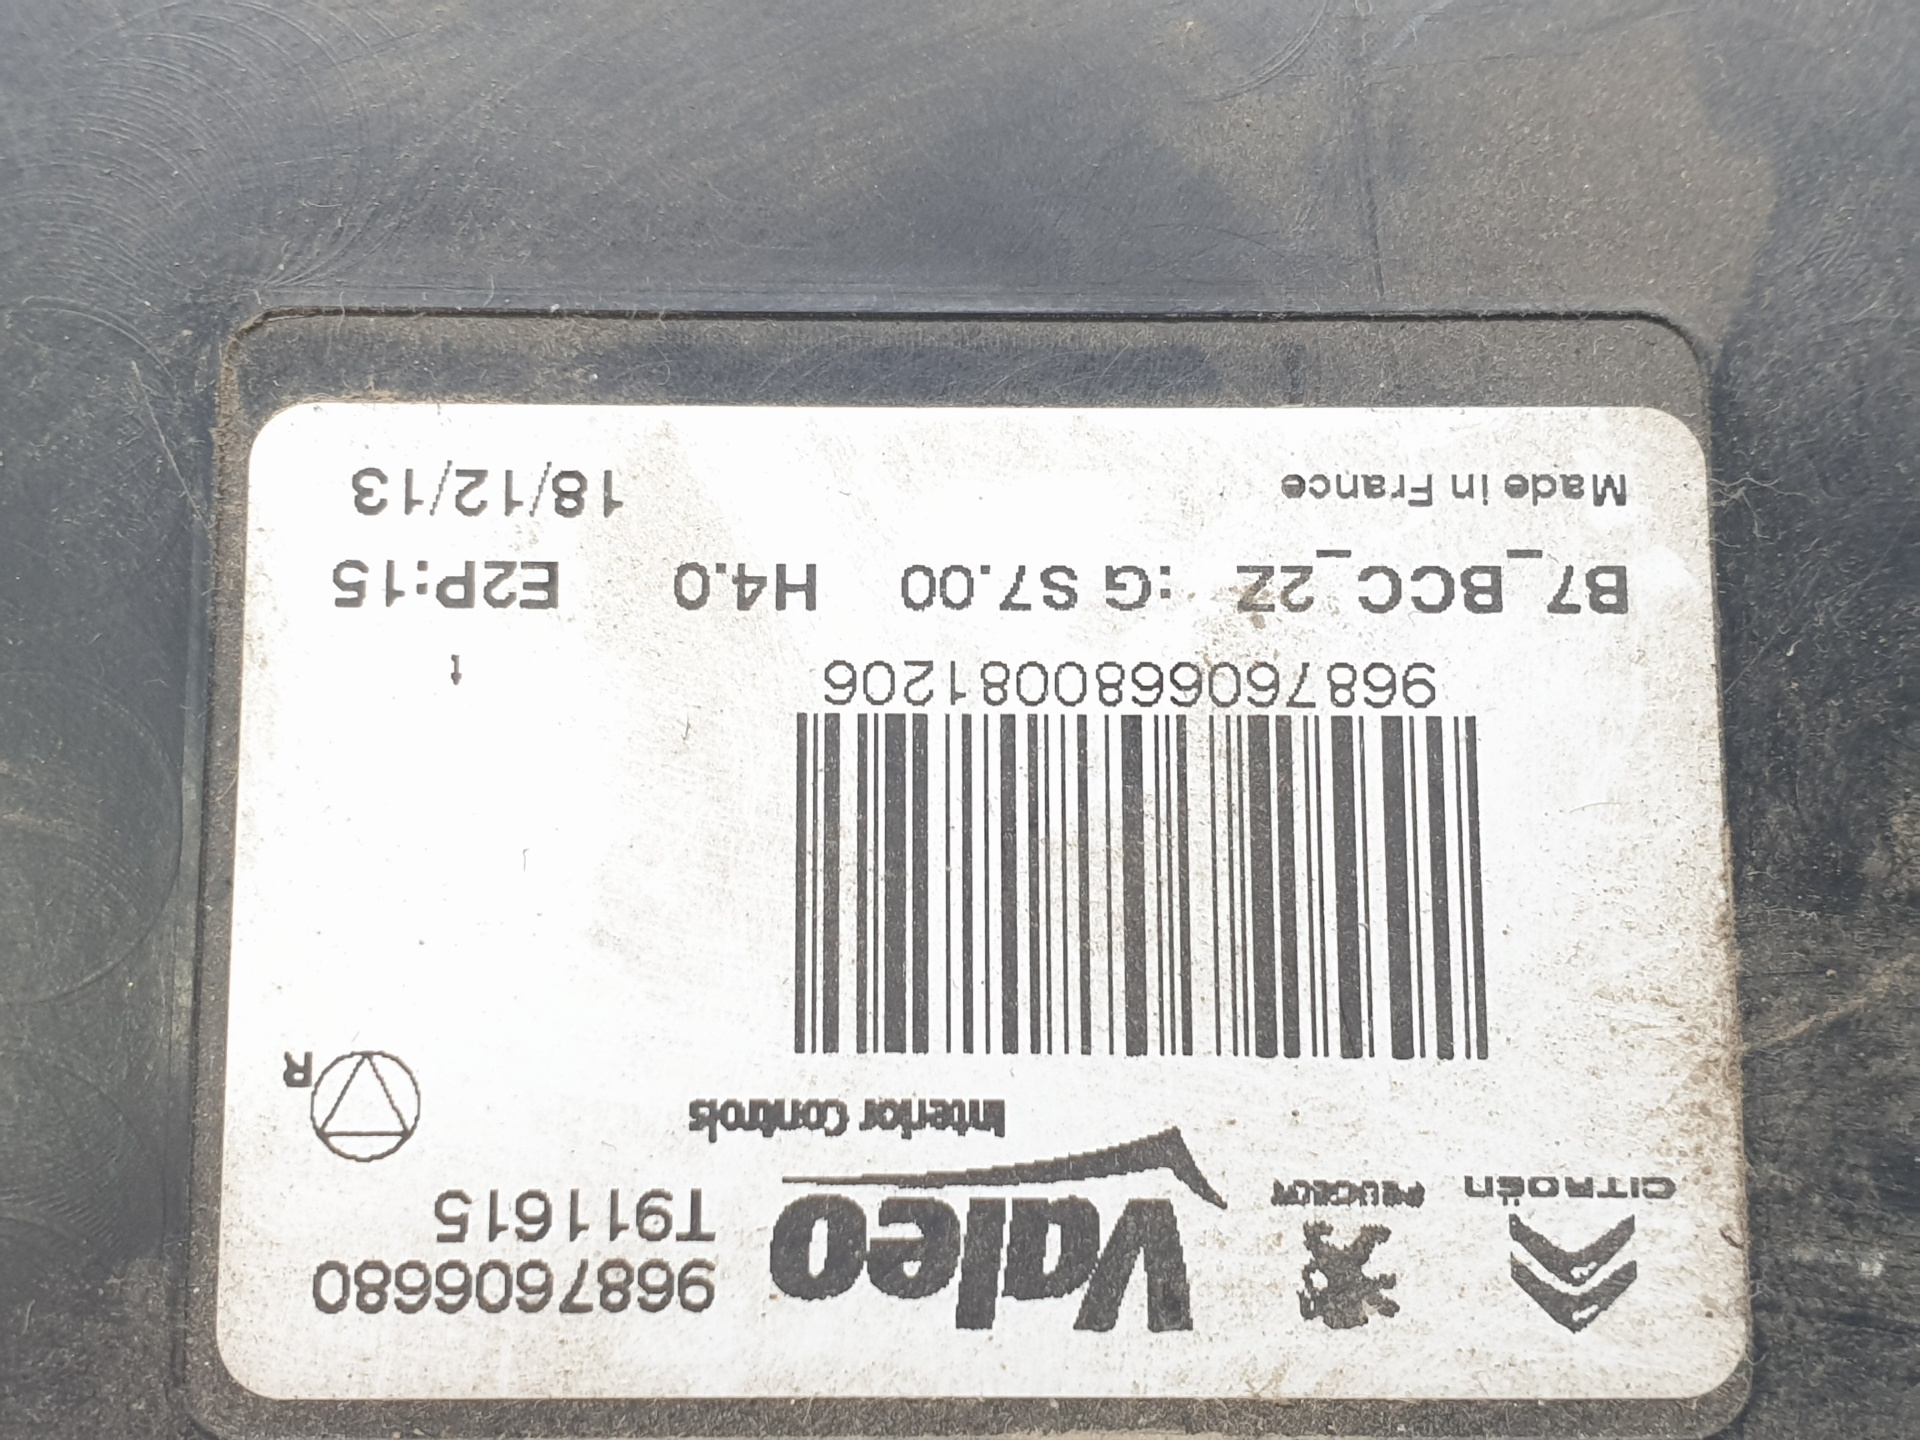 CITROËN
PEUGEOT
Valeo
Interior Controls
9687606680
T911615
R
9687606680081206
1
B7_BCC_2Z :G S7.00 H4.0 E2P:15
Made in France
18/12/13